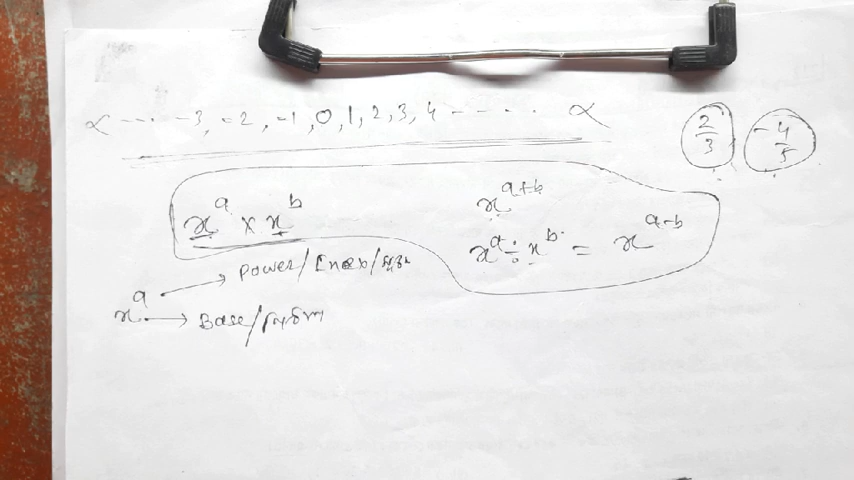 ∝ ... -3, -2, -1, 0, 1, 2, 3, 4 - - - . . . ∝
2/3 -4/5
x^a × x^b x^a+b
x^a ÷ x^b = x^a-b
x^a → Power/Index/
→ Base/